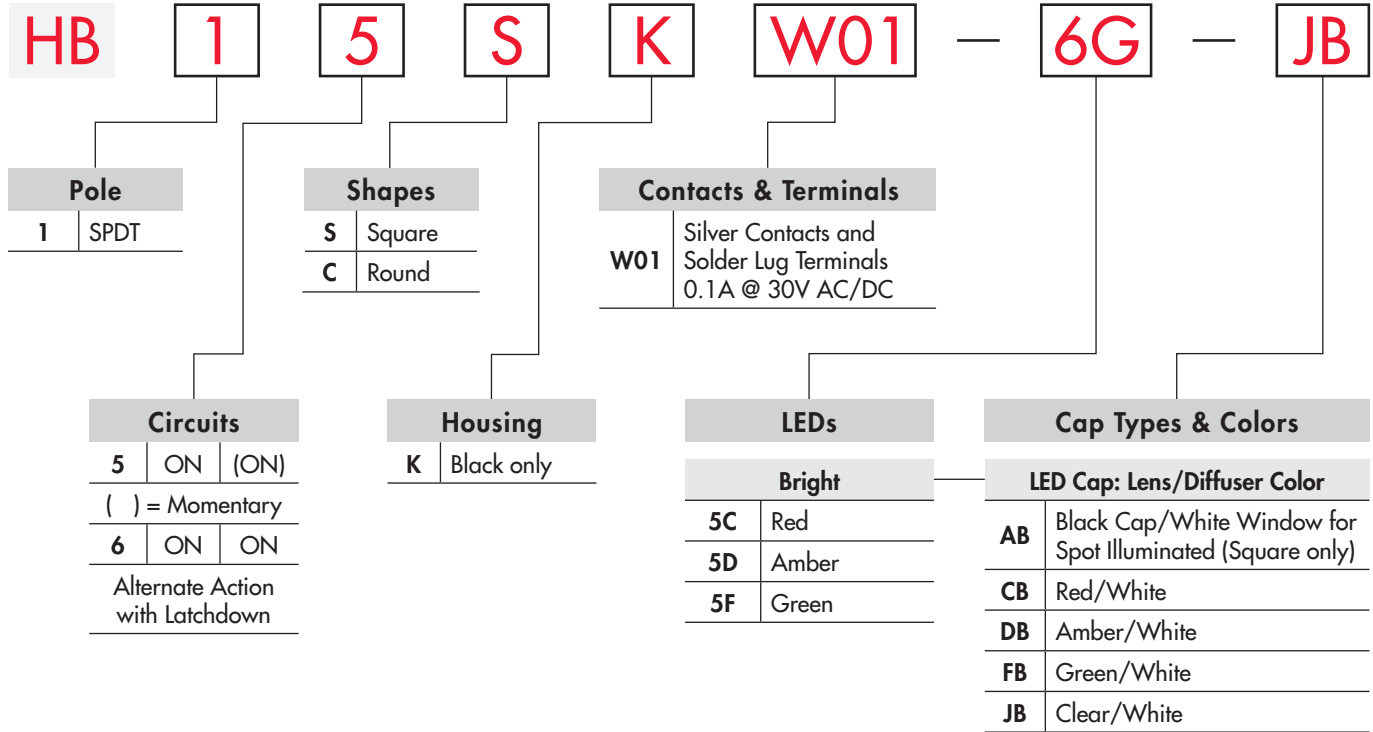 HB 1 5 S K W01 — 6G — JB
Pole
1 SPDT
Shapes
S Square
C Round
Contacts & Terminals
W01 Silver Contacts and
Solder Lug Terminals
0.1A @ 30V AC/DC
Circuits
5 ON (ON)
( ) = Momentary
6 ON ON
Alternate Action
with Latchdown
Housing
K Black only
LEDs
Bright
5C Red
5D Amber
5F Green
Cap Types & Colors
LED Cap: Lens/Diffuser Color
AB Black Cap/White Window for
Spot Illuminated (Square only)
CB Red/White
DB Amber/White
FB Green/White
JB Clear/White